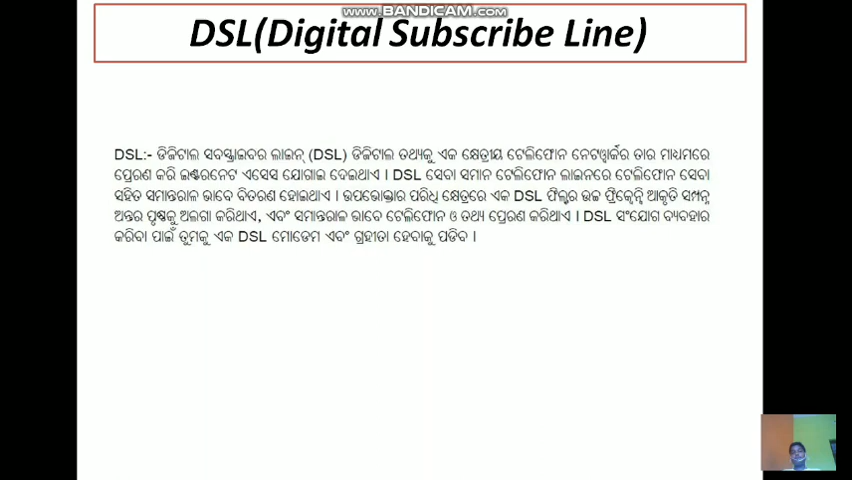 WWW.BANDICAM.COM
DSL(Digital Subscribe Line)
DSL:- ଡିଜିଟାଲ ସବସ୍କ୍ରାଇବର ଲାଇନ୍ (DSL) ଡିଜିଟାଲ ତଥ୍ୟକୁ ଏକ କ୍ଷେତ୍ରୀୟ ଟେଲିଫୋନ ନେଟୱାର୍କର ତାର ମାଧ୍ୟମରେ
ପ୍ରେରଣ କରି ଇଣ୍ଟରନେଟ ଏସେସ ଯୋଗାଇ ଦେଇଥାଏ । DSL ସେବା ସମାନ ଟେଲିଫୋନ ଲାଇନରେ ଟେଲିଫୋନ ସେବା
ସହିତ ସମାନ୍ତରାଳ ଭାବେ ବିତରଣ ହୋଇଥାଏ । ଉପଭୋକ୍ତାର ପରିଧି କ୍ଷେତ୍ରରେ ଏକ DSL ଫିଲ୍ଟର ଉଚ୍ଚ ଫ୍ରିକ୍ୱେନ୍ସି ଆକୃତି ସମ୍ପନ୍ନ
ଅନ୍ତର ପୃଷ୍ଠକୁ ଅଲଗା କରିଥାଏ, ଏବଂ ସମାନ୍ତରାଳ ଭାବେ ଟେଲିଫୋନ ଓ ତଥ୍ୟ ପ୍ରେରଣ କରିଥାଏ । DSL ସଂଯୋଗ ବ୍ୟବହାର
କରିବା ପାଇଁ ତୁମକୁ ଏକ DSL ମୋଡେମ ଏବଂ ଗ୍ରହୀତା ହେବାକୁ ପଡିବ ।